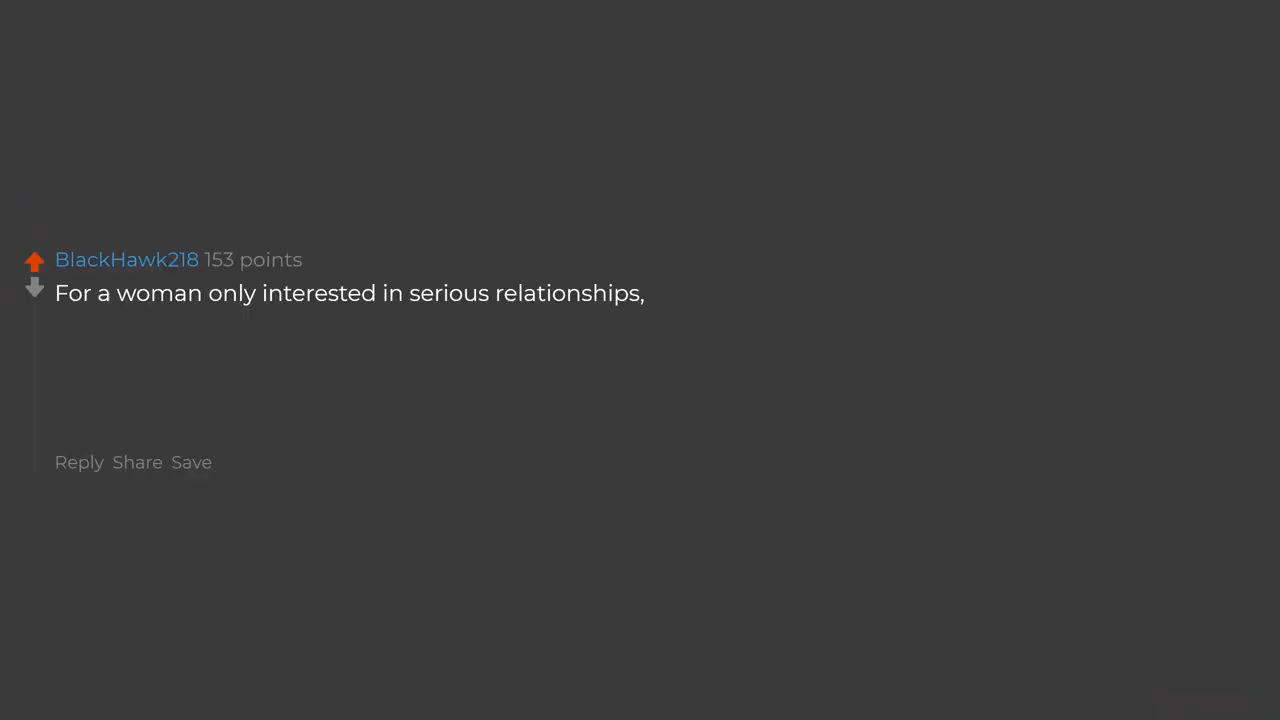 BlackHawk218 153 points
For a woman only interested in serious relationships,
Reply Share Save